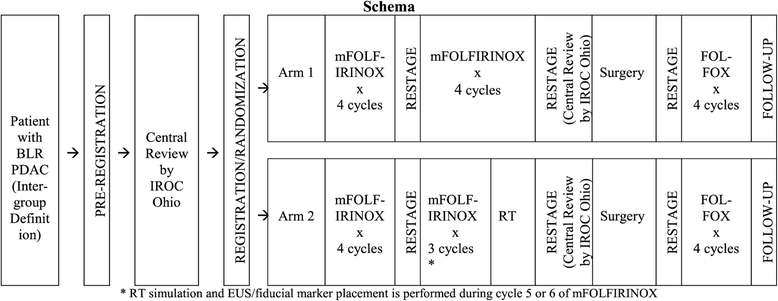 Schema
Patient
with
BLR
PDAC
(Inter-
group
Definit
ion)
PRE-REGISTRATION
Central
Review
by
IROC
Ohio
REGISTRATION/RANDOMIZATION
Arm 1
mFOLF-
IRINOX
x
4 cycles
RESTAGE
mFOLFIRINOX
x
4 cycles
RESTAGE
(Central Review
by IROC Ohio)
Surgery
RESTAGE
FOL-
FOX
x
4 cycles
FOLLOW-UP
Arm 2
mFOLF-
IRINOX
x
4 cycles
RESTAGE
mFOLF-
IRINOX
x
3 cycles
*
RT
RESTAGE
(Central Review
by IROC Ohio)
Surgery
RESTAGE
FOL-
FOX
x
4 cycles
FOLLOW-UP
* RT simulation and EUS/fiducial marker placement is performed during cycle 5 or 6 of mFOLFIRINOX